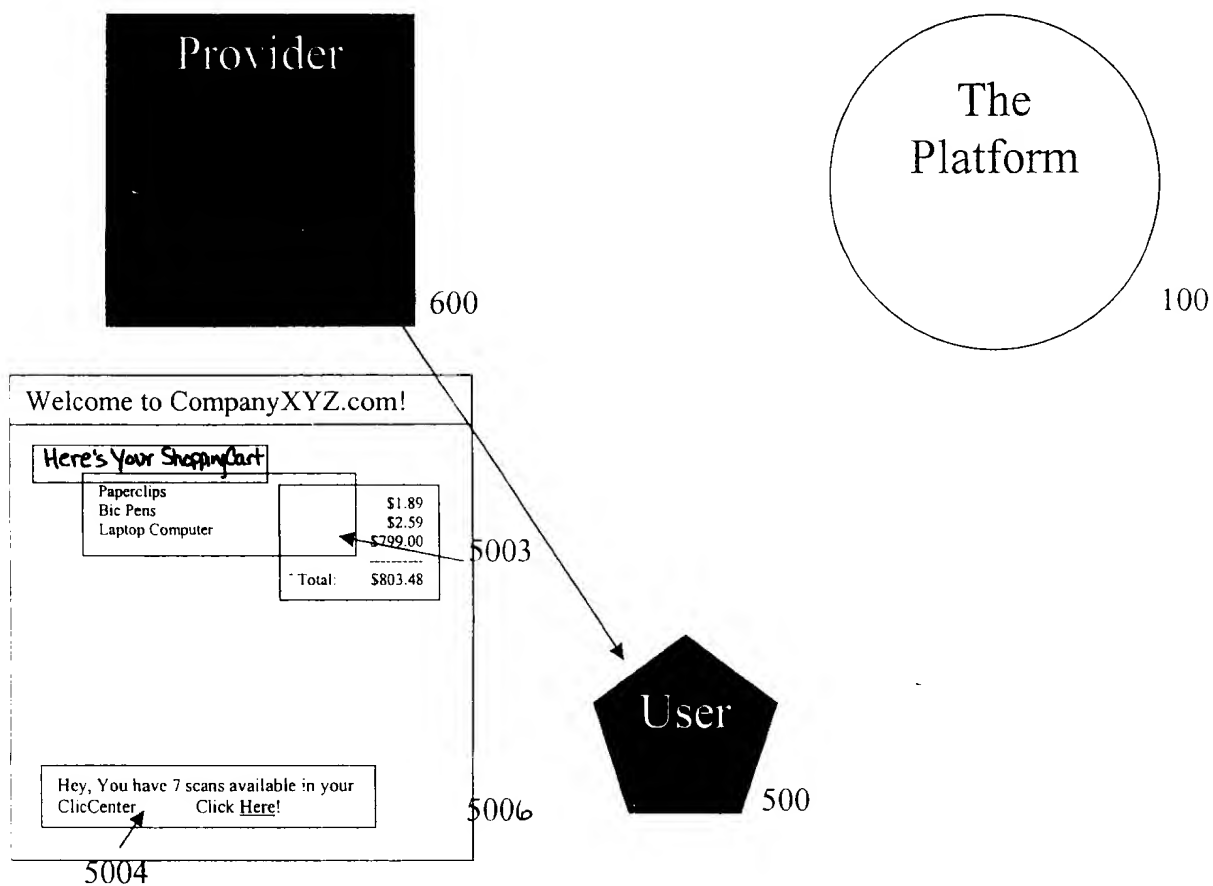 Provider
The
Platform
600
100
Welcome to CompanyXYZ.com!
Here's Your Shopping Cart
Paperclips
Bic Pens
Laptop Computer
$1.89
$2.59
$799.00
----------
Total: $803.48
5003
User
500
Hey, You have 7 scans available in your
ClicCenter Click Here!
5006
5004